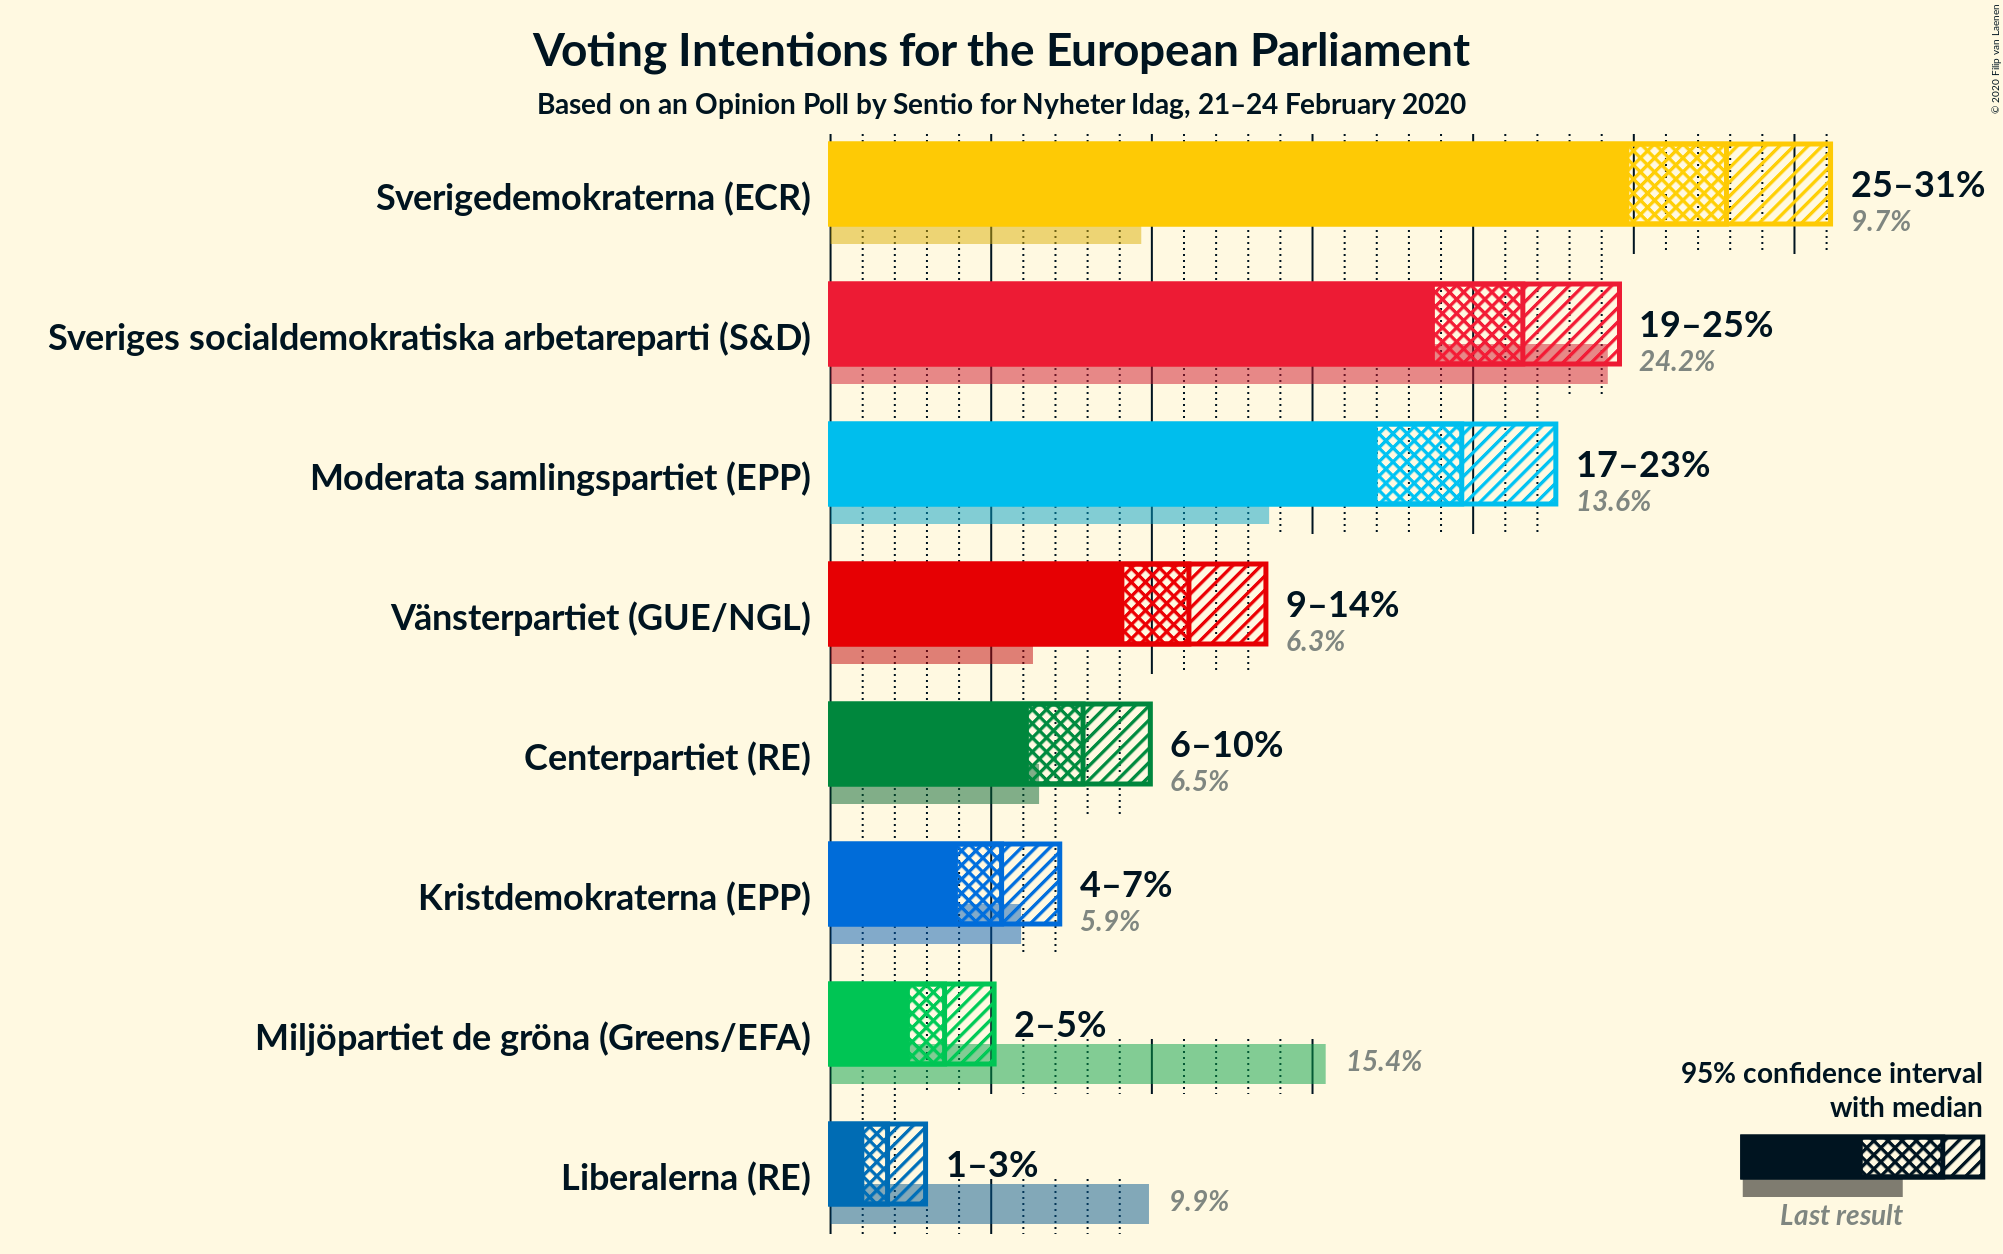 Voting Intentions for the European Parliament
Based on an Opinion Poll by Sentio for Nyheter Idag, 21–24 February 2020
© 2020 Filip van Laenen
Sverigedemokraterna (ECR)
25–31%
9.7%
Sveriges socialdemokratiska arbetareparti (S&D)
19–25%
24.2%
Moderata samlingspartiet (EPP)
17–23%
13.6%
Vänsterpartiet (GUE/NGL)
9–14%
6.3%
Centerpartiet (RE)
6–10%
6.5%
Kristdemokraterna (EPP)
4–7%
5.9%
Miljöpartiet de gröna (Greens/EFA)
2–5%
15.4%
Liberalerna (RE)
1–3%
9.9%
95% confidence interval
with median
Last result